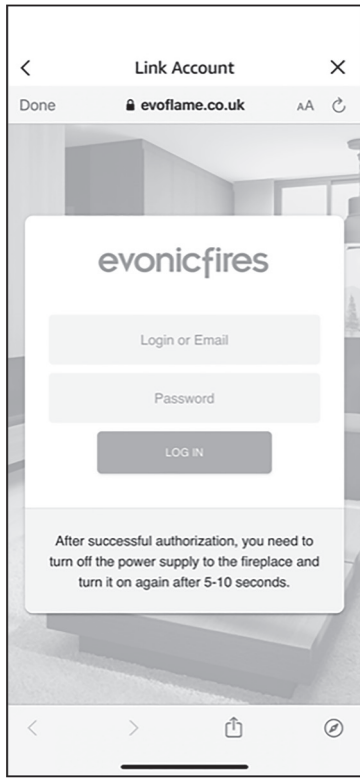 Link Account
Done evoflame.co.uk AA
evonicfires
Login or Email
Password
LOG IN
After successful authorization, you need to
turn off the power supply to the fireplace and
turn it on again after 5-10 seconds.